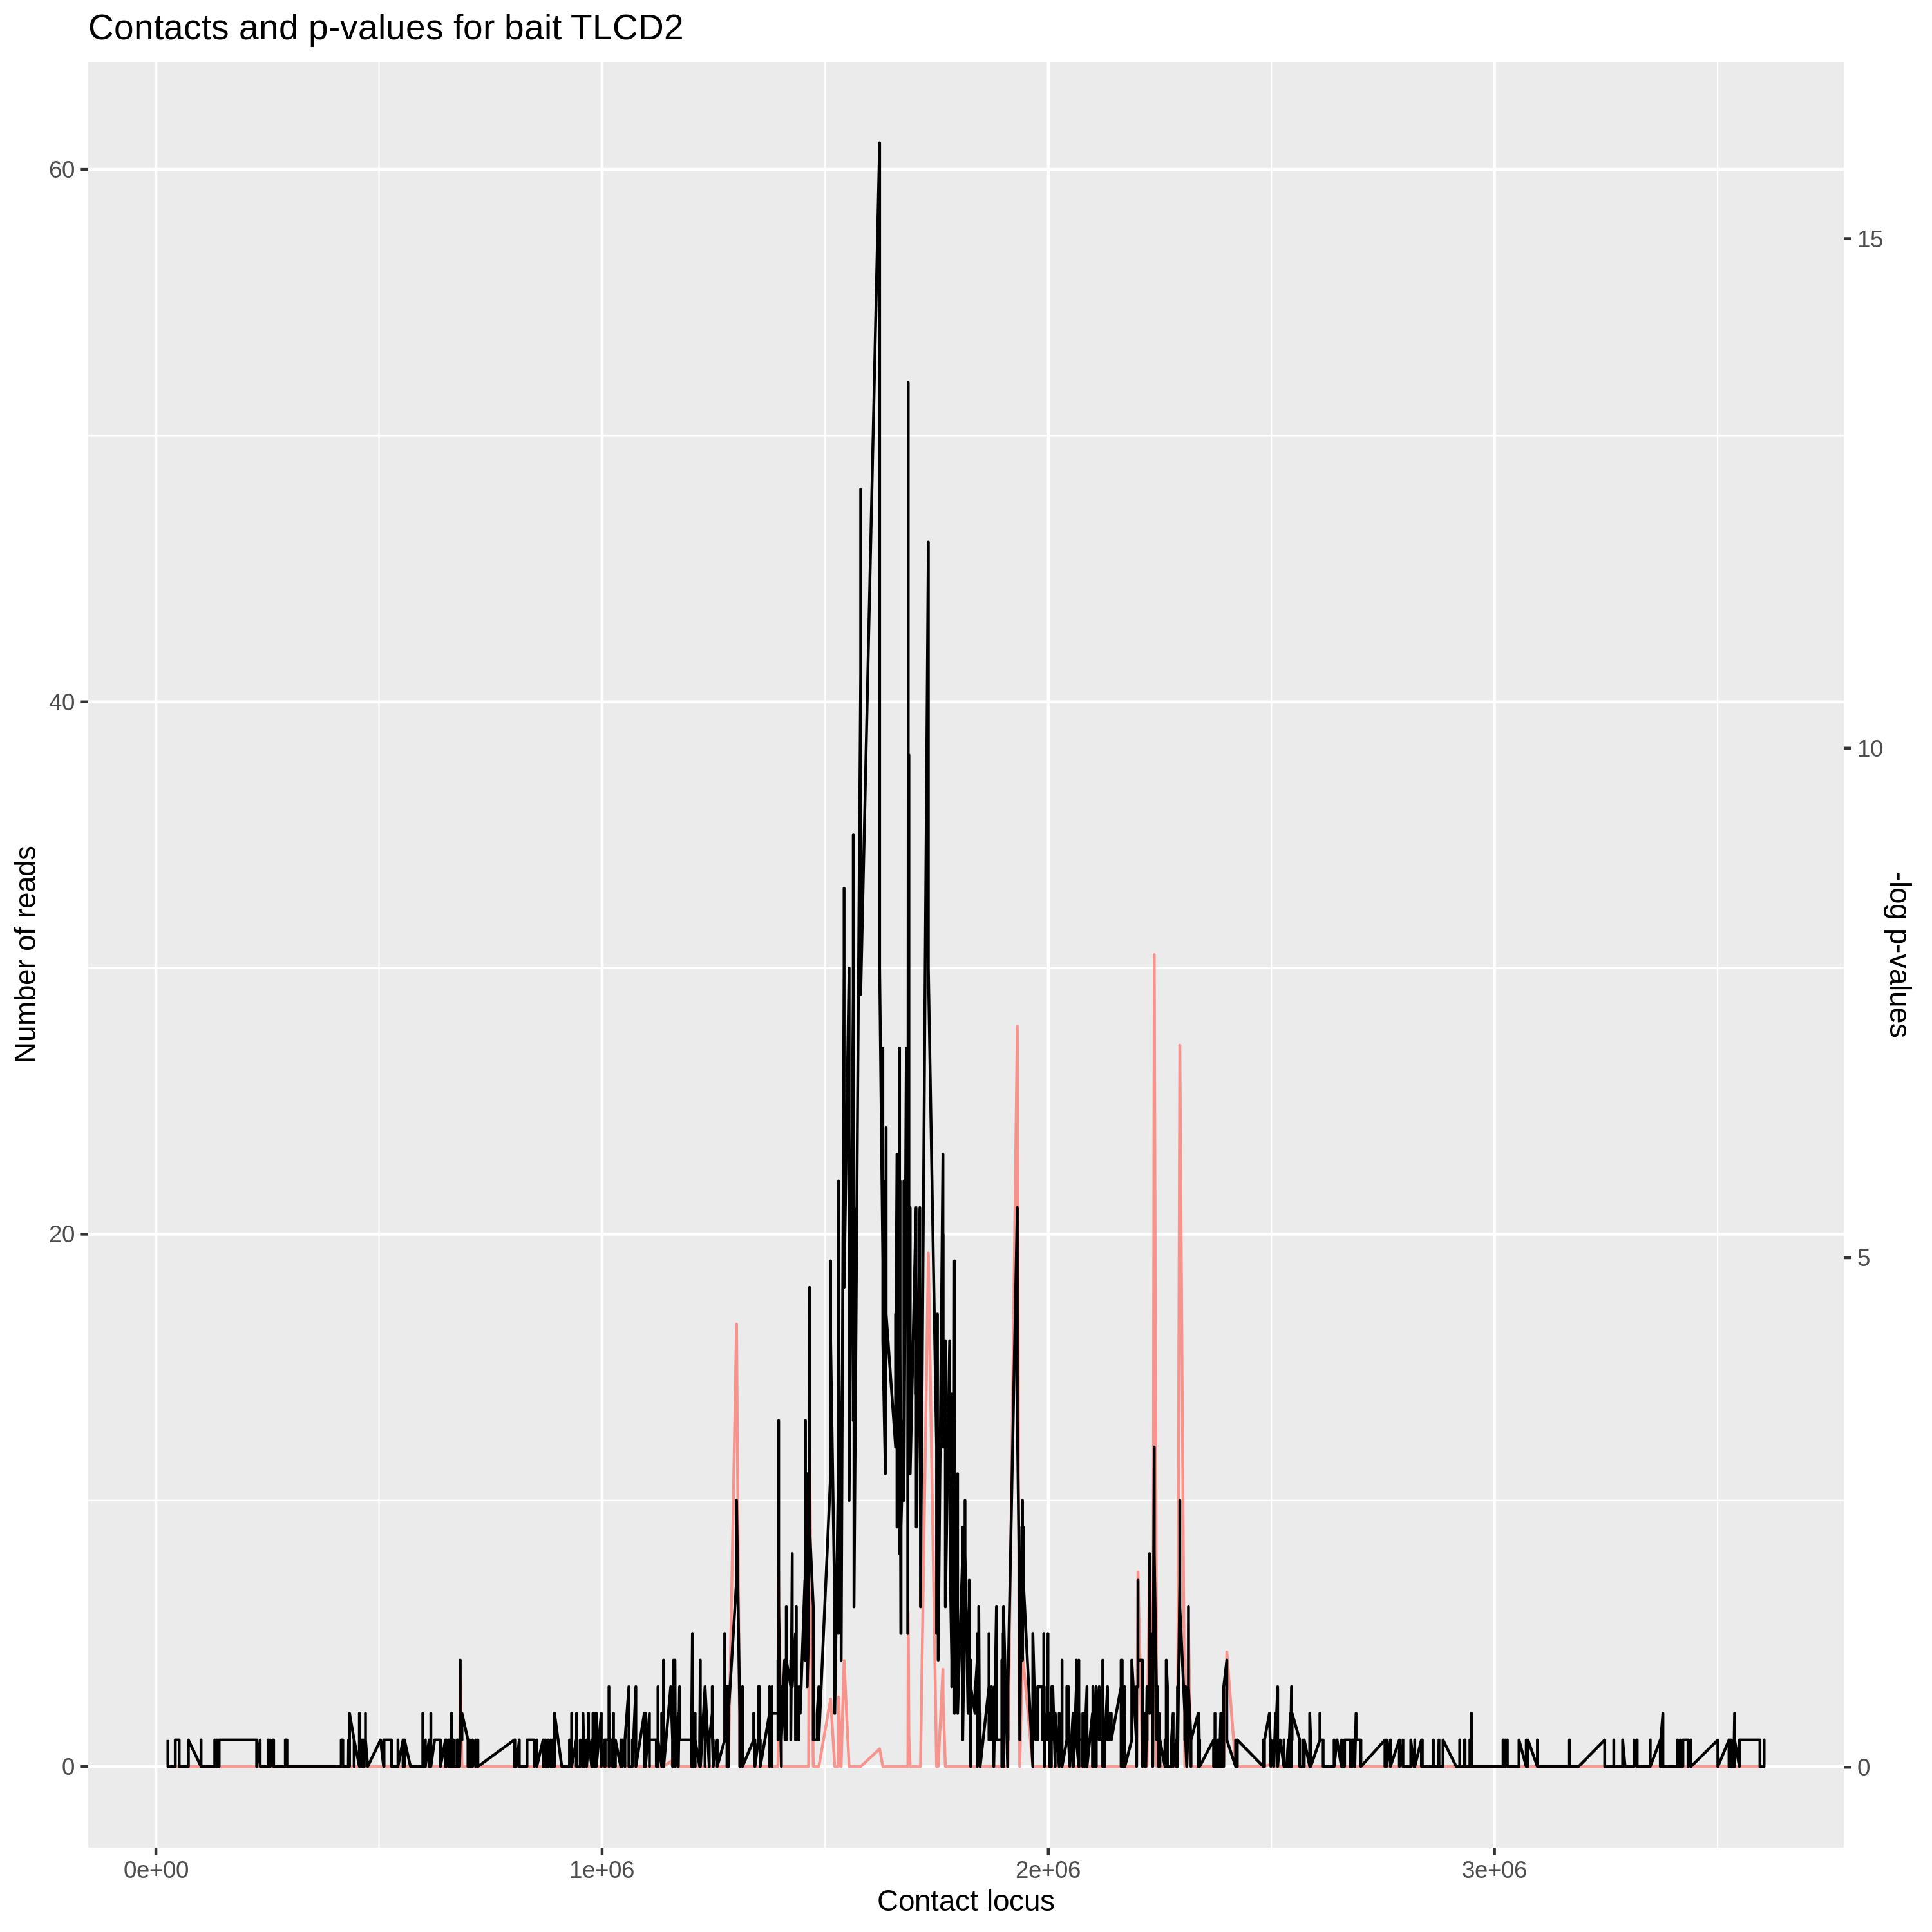 Contacts and p-values for bait TLCD2
60
40
20
0
Number of reads
15
10
5
0
-log p-values
0e+00
1e+06
2e+06
3e+06
Contact locus